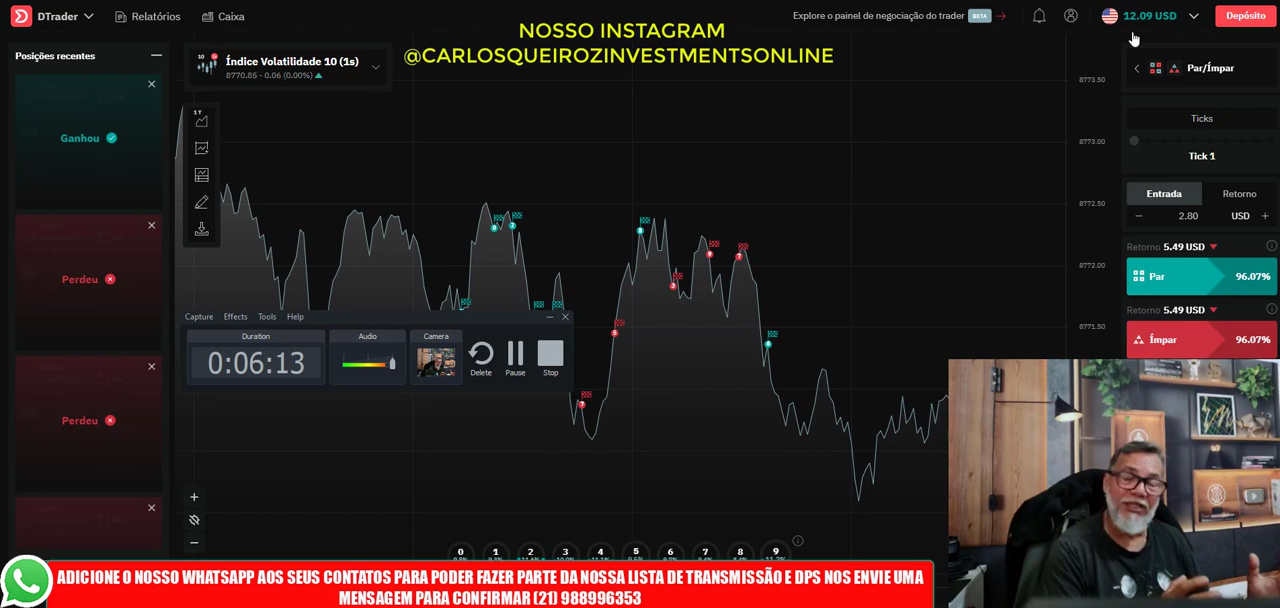 DTrader
Relatórios
Caixa
NOSSO INSTAGRAM
@CARLOSQUEIROZINVESTMENTSONLINE
Explore o painel de negociação do trader BETA
12.09 USD
Depósito
Posições recentes
Índice Volatilidade 10 (1s)
8770.85 - 0.06 (0.00%)
8773.50
Par/Ímpar
Ganhou
1 T
8773.00
Ticks
Tick 1
Entrada
Retorno
8772.50
2.80
USD
Retorno 5.49 USD
8772.00
Par
96.07%
Perdeu
Retorno 5.49 USD
8771.50
Ímpar
96.07%
Capture
Effects
Tools
Help
Duration
Audio
Camera
0:06:13
Delete
Pause
Stop
Perdeu
0 1 2 3 4 5 6 7 8 9
ADICIONE O NOSSO WHATSAPP AOS SEUS CONTATOS PARA PODER FAZER PARTE DA NOSSA LISTA DE TRANSMISSÃO E DPS NOS ENVIE UMA
MENSAGEM PARA CONFIRMAR (21) 988996353